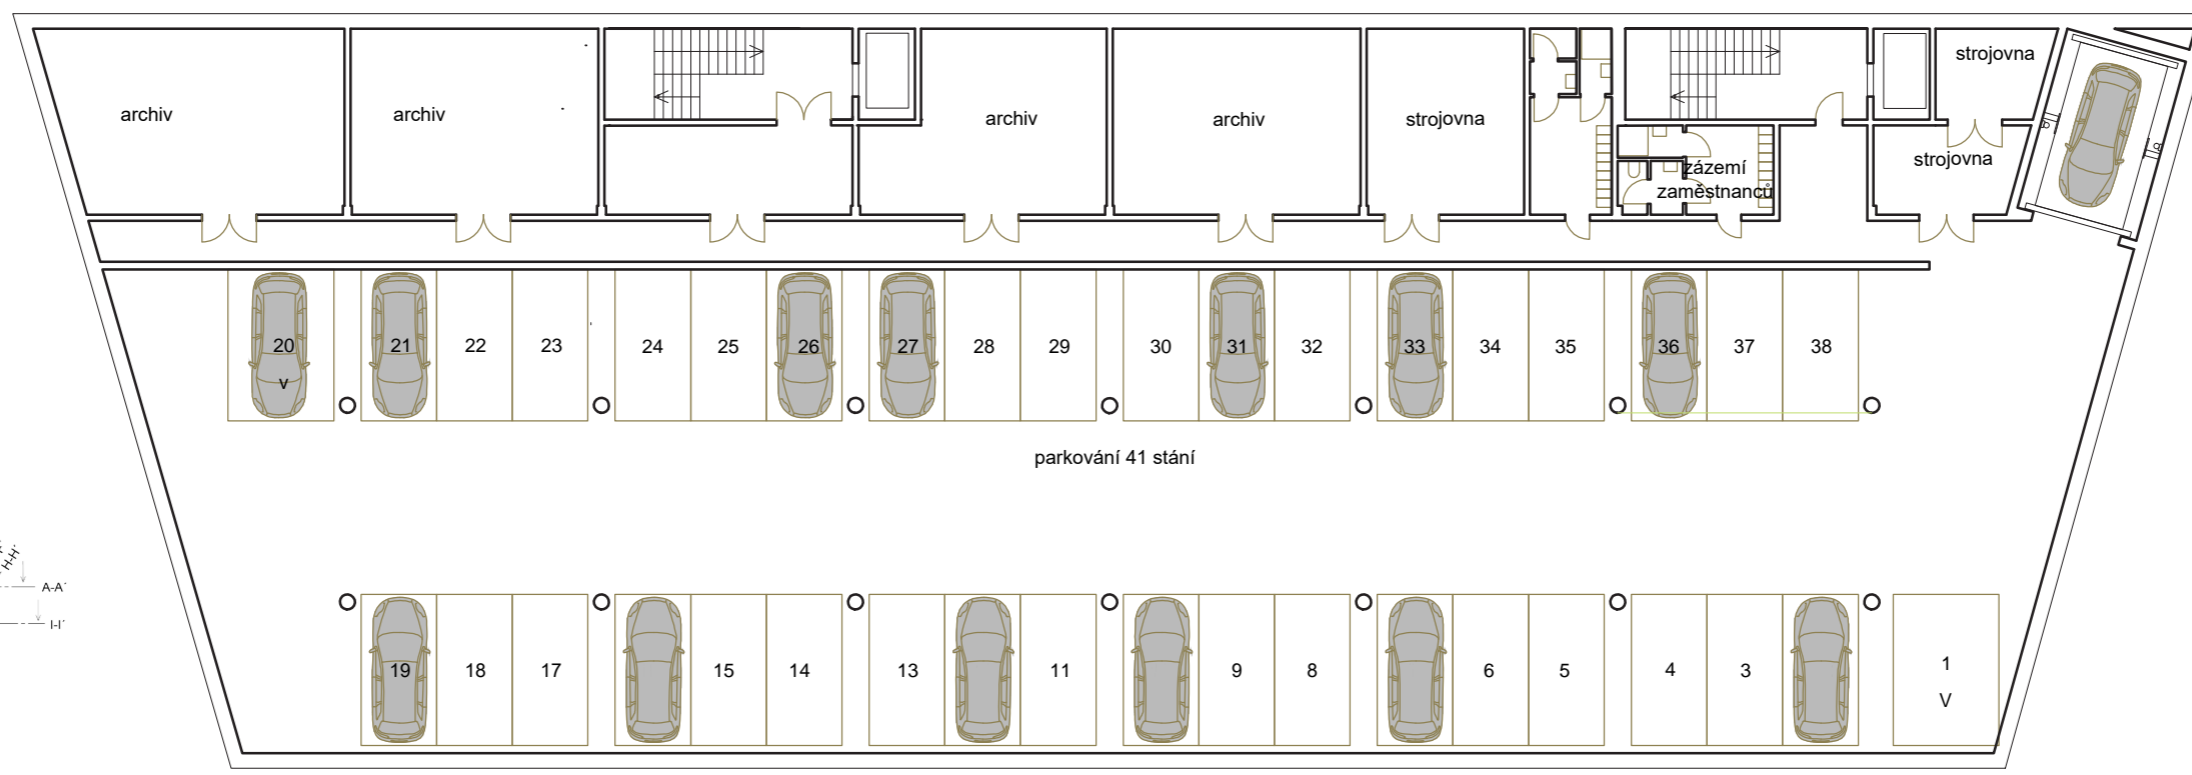 strojovna
archiv
archiv
archiv
archiv
strojovna
strojovna
zázemí
zaměstnanců
20
21
22
23
24
25
26
27
28
29
30
31
32
33
34
35
36
37
38
v
parkování 41 stání
H-H'
A-A'
I-I'
19
18
17
15
14
13
11
9
8
6
5
4
3
1
V